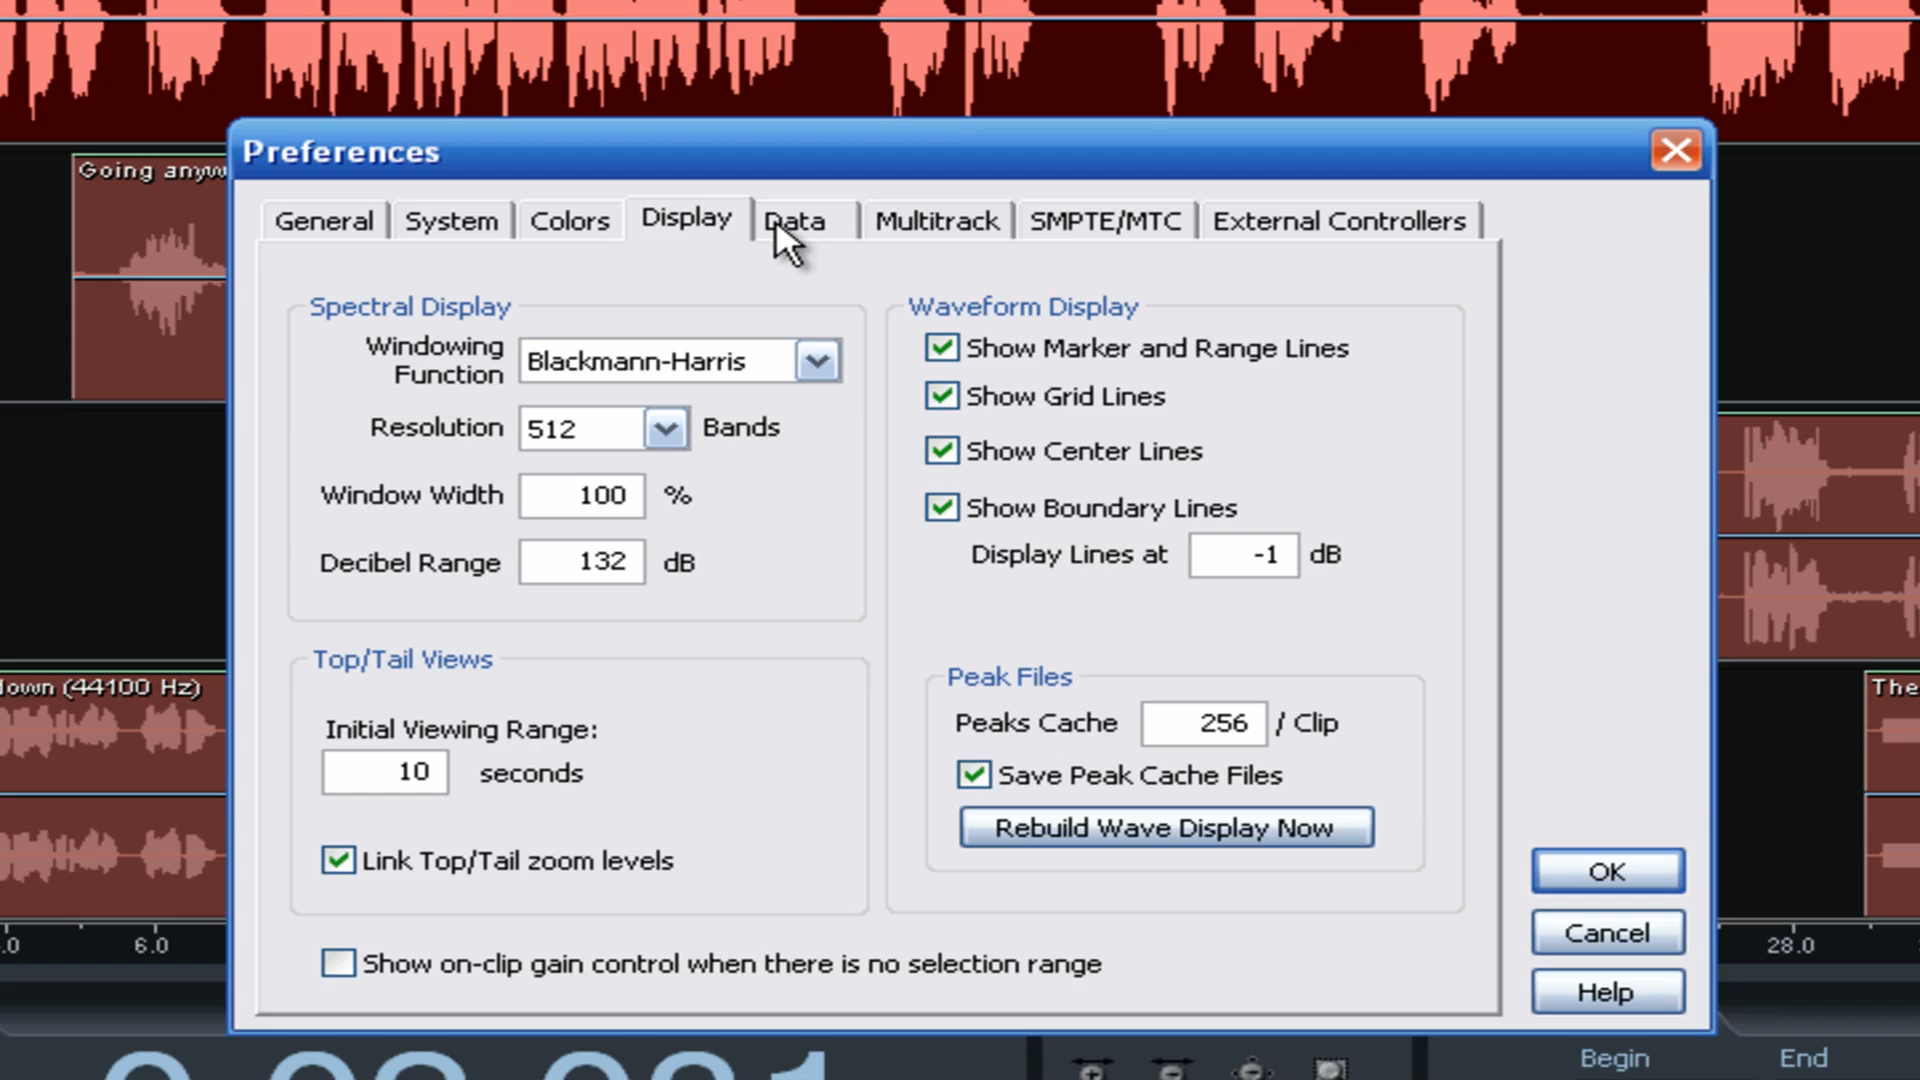 Going anyw
Preferences
General System Colors Display Data Multitrack SMPTE/MTC External Controllers
Spectral Display
Windowing Function Blackmann-Harris
Resolution 512 Bands
Window Width 100 %
Decibel Range 132 dB
Waveform Display
Show Marker and Range Lines
Show Grid Lines
Show Center Lines
Show Boundary Lines
Display Lines at -1 dB
Top/Tail Views
Initial Viewing Range:
10 seconds
Link Top/Tail zoom levels
Peak Files
Peaks Cache 256 / Clip
Save Peak Cache Files
Rebuild Wave Display Now
Show on-clip gain control when there is no selection range
OK
Cancel
Help
down (44100 Hz)
The
.0 6.0 28.0
Begin End